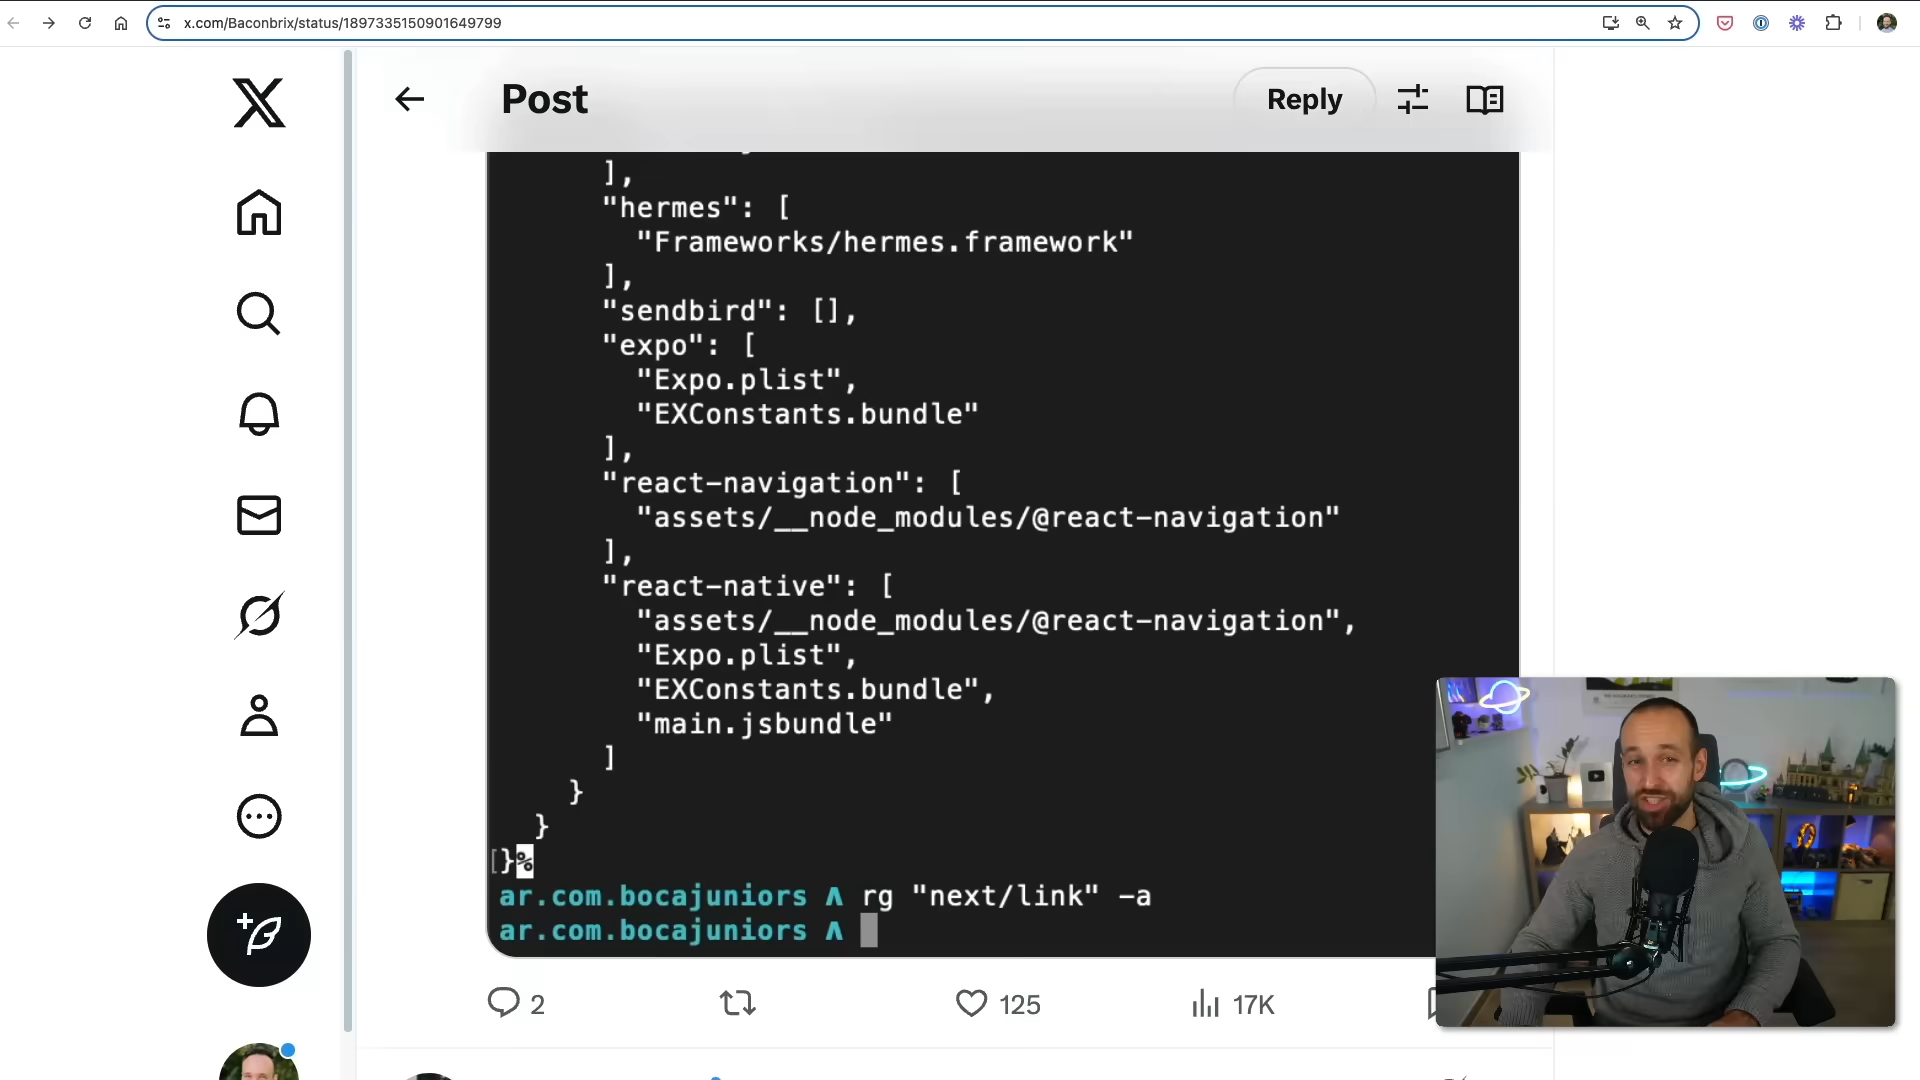 x.com/Baconbrix/status/1897335150901649799
Post
Reply
],
"hermes": [
"Frameworks/hermes.framework"
],
"sendbird": [],
"expo": [
"Expo.plist",
"EXConstants.bundle"
],
"react-navigation": [
"assets/__node_modules/@react-navigation"
],
"react-native": [
"assets/__node_modules/@react-navigation",
"Expo.plist",
"EXConstants.bundle",
"main.jsbundle"
]
}
}
[}%
ar.com.bocajuniors Λ rg "next/link" -a
ar.com.bocajuniors Λ
2
125
17K